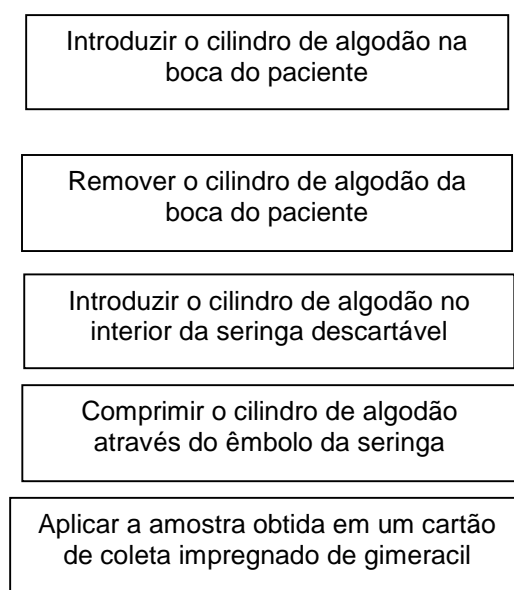 Introduzir o cilindro de algodão na
boca do paciente
Remover o cilindro de algodão da
boca do paciente
Introduzir o cilindro de algodão no
interior da seringa descartável
Comprimir o cilindro de algodão
através do êmbolo da seringa
Aplicar a amostra obtida em um cartão
de coleta impregnado de gimeracil